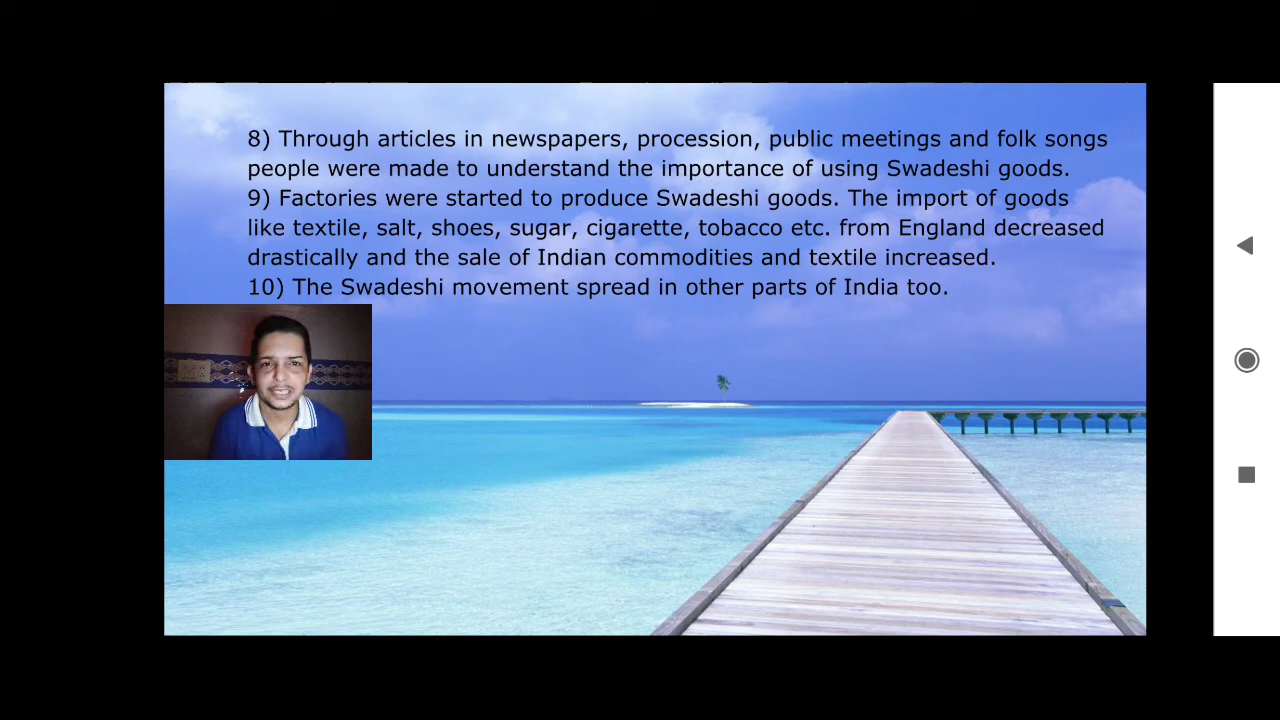 8) Through articles in newspapers, procession, public meetings and folk songs
people were made to understand the importance of using Swadeshi goods.
9) Factories were started to produce Swadeshi goods. The import of goods
like textile, salt, shoes, sugar, cigarette, tobacco etc. from England decreased
drastically and the sale of Indian commodities and textile increased.
10) The Swadeshi movement spread in other parts of India too.